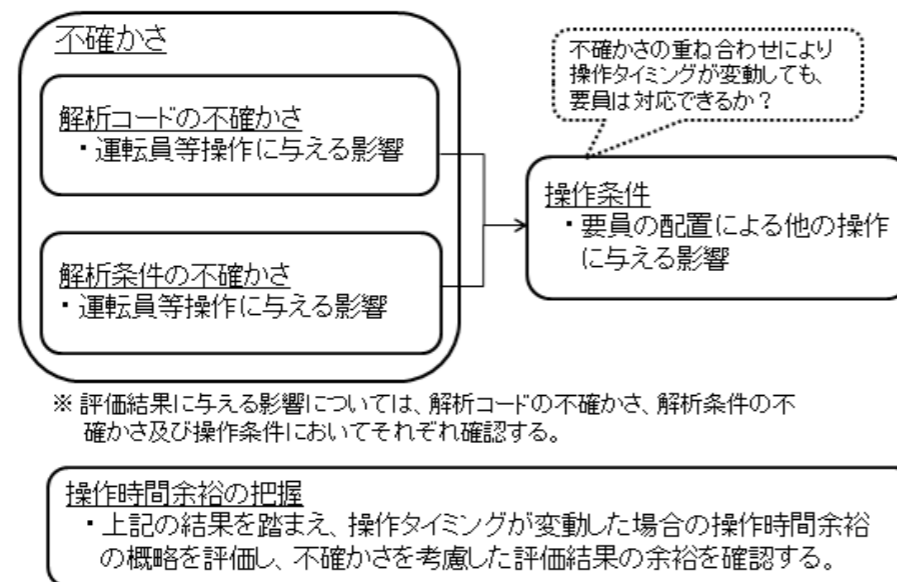 不確かさ
解析コードの不確かさ
・運転員等操作に与える影響
解析条件の不確かさ
・運転員等操作に与える影響
不確かさの重ね合わせにより
操作タイミングが変動しても、
要員は対応できるか？
操作条件
・要員の配置による他の操作
に与える影響
※ 評価結果に与える影響については、解析コードの不確かさ、解析条件の不
確かさ及び操作条件においてそれぞれ確認する。
操作時間余裕の把握
・上記の結果を踏まえ、操作タイミングが変動した場合の操作時間余裕
の概略を評価し、不確かさを考慮した評価結果の余裕を確認する。